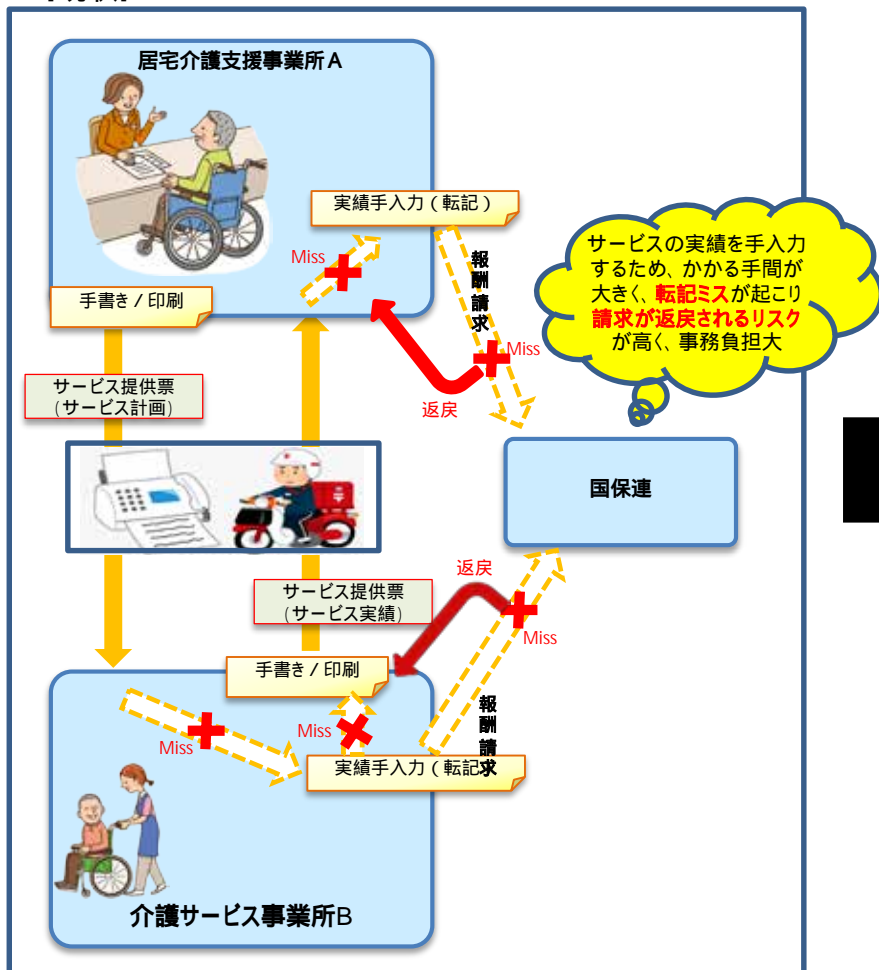 居宅介護支援事業所A
実績手入力(転記)
Miss
報酬請求
手書き / 印刷
Miss
返戻
サービスの実績を手入力
するため、かかる手間が
大きく、転記ミスが起こり
請求が返戻されるリスク
が高く、事務負担大
サービス提供票
(サービス計画)
国保連
サービス提供票
(サービス実績)
返戻
Miss
手書き / 印刷
Miss
Miss
報酬請求
実績手入力(転記
介護サービス事業所B